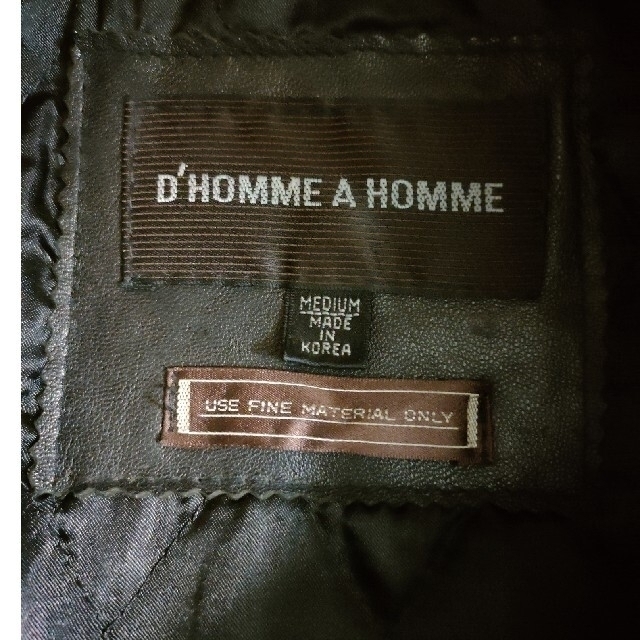 D'HOMME A HOMME
MEDIUM
MADE
IN
KOREA
USE FINE MATERIAL ONLY